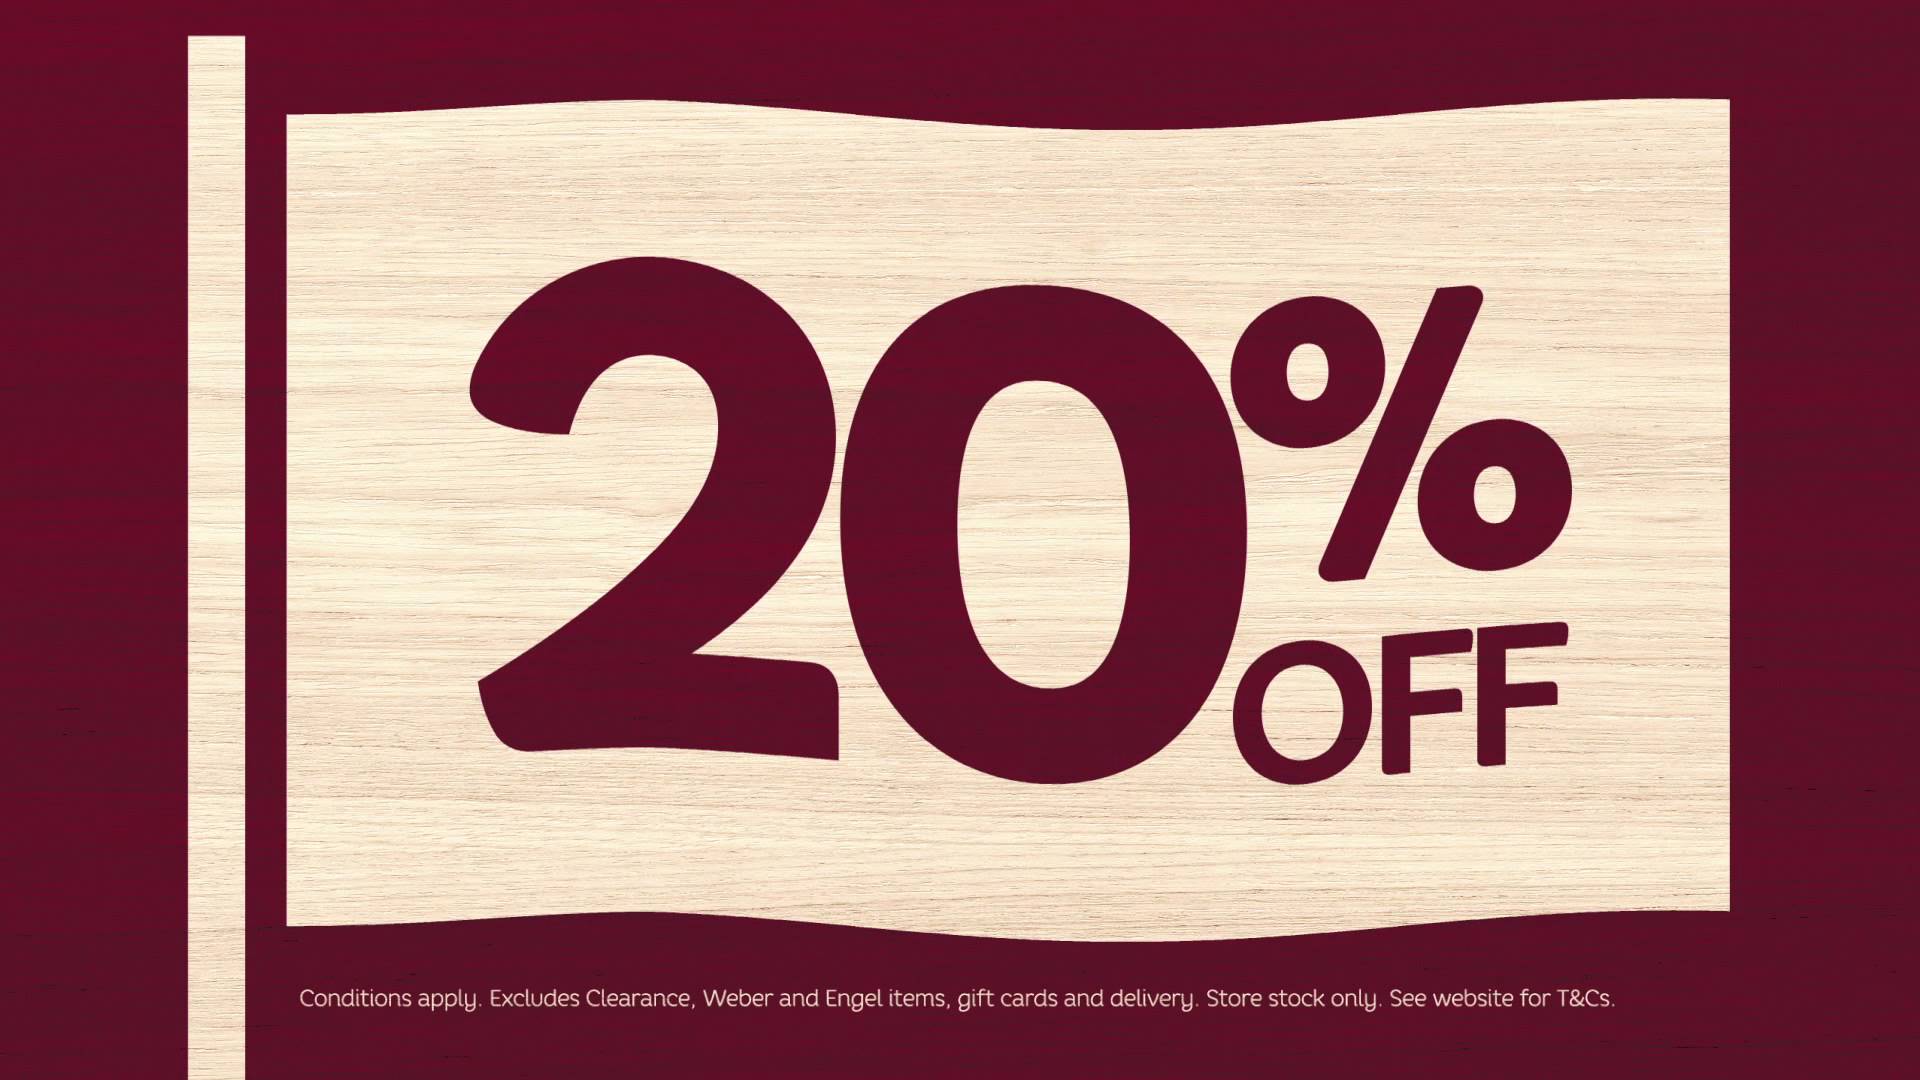 20%
OFF
Conditions apply. Excludes Clearance, Weber and Engel items, gift cards and delivery. Store stock only. See website for T&Cs.